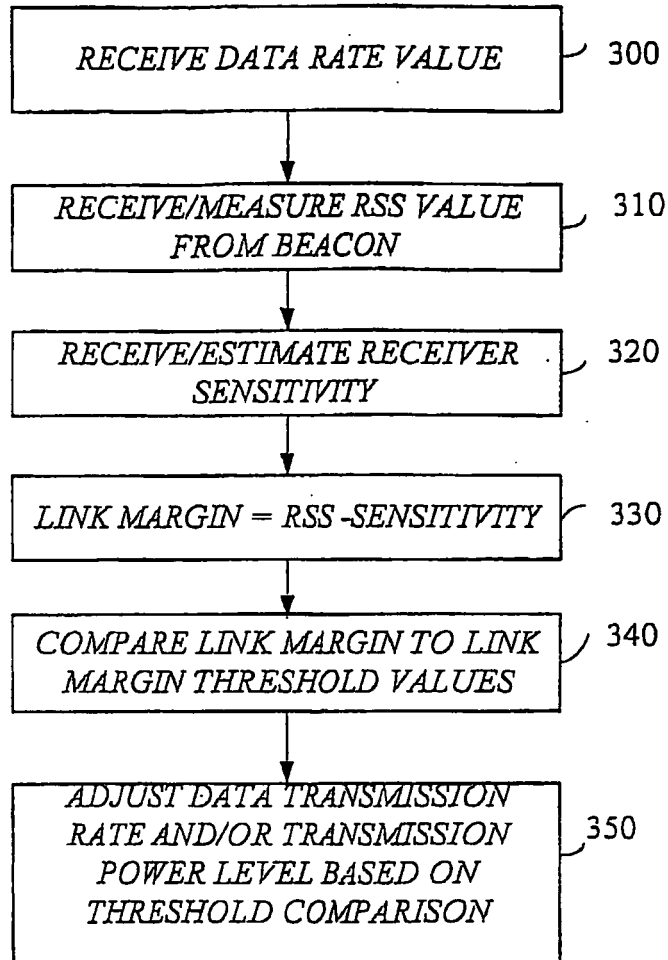 RECEIVE DATA RATE VALUE
300
RECEIVE/MEASURE RSS VALUE
FROM BEACON
310
RECEIVE/ESTIMATE RECEIVER
SENSITIVITY
320
LINK MARGIN = RSS -SENSITIVITY
330
COMPARE LINK MARGIN TO LINK
MARGIN THRESHOLD VALUES
340
ADJUST DATA TRANSMISSION
RATE AND/OR TRANSMISSION
POWER LEVEL BASED ON
THRESHOLD COMPARISON
350